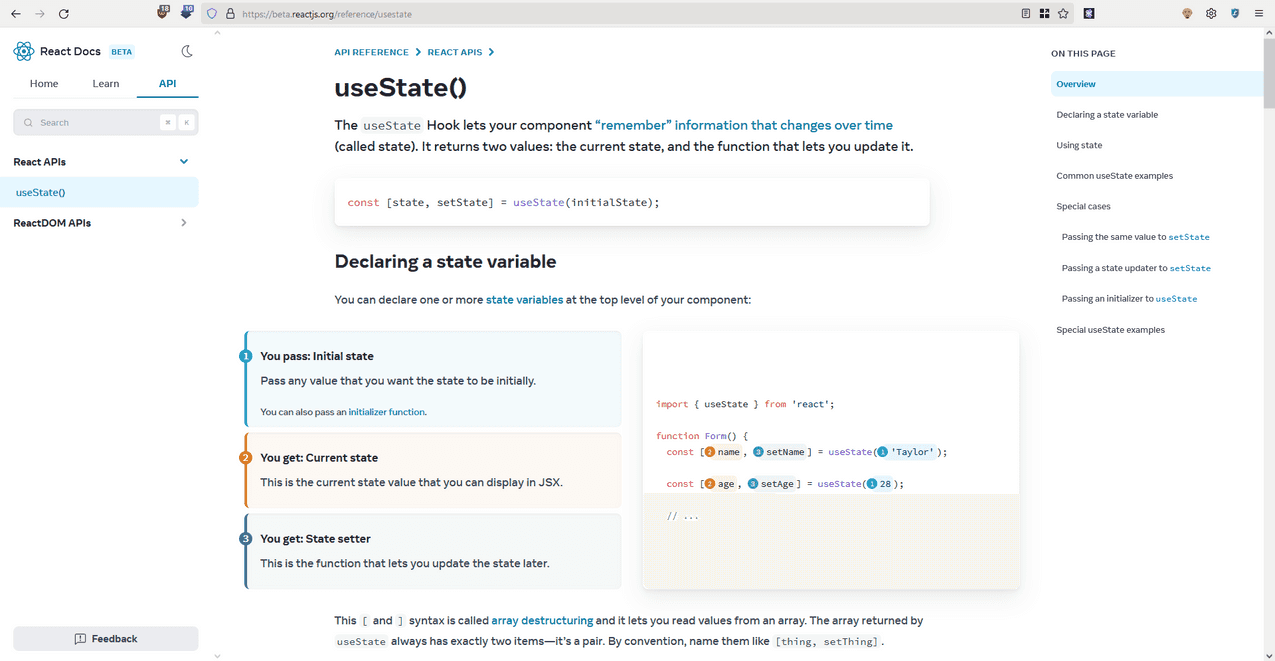 18
10
https://beta.reactjs.org/reference/usestate
React Docs BETA
Home Learn API
Search ⌘ K
React APIs
useState()
ReactDOM APIs
Feedback
API REFERENCE > REACT APIS >
useState()
The useState Hook lets your component “remember” information that changes over time
(called state). It returns two values: the current state, and the function that lets you update it.
const [state, setState] = useState(initialState);
Declaring a state variable
You can declare one or more state variables at the top level of your component:
1 You pass: Initial state
Pass any value that you want the state to be initially.
You can also pass an initializer function.
2 You get: Current state
This is the current state value that you can display in JSX.
3 You get: State setter
This is the function that lets you update the state later.
import { useState } from 'react';
function Form() {
const [2 name, 3 setName] = useState(1 'Taylor');
const [2 age, 3 setAge] = useState(1 28);
// ...
This [ and ] syntax is called array destructuring and it lets you read values from an array. The array returned by
useState always has exactly two items—it’s a pair. By convention, name them like [thing, setThing].
ON THIS PAGE
Overview
Declaring a state variable
Using state
Common useState examples
Special cases
Passing the same value to setState
Passing a state updater to setState
Passing an initializer to useState
Special useState examples